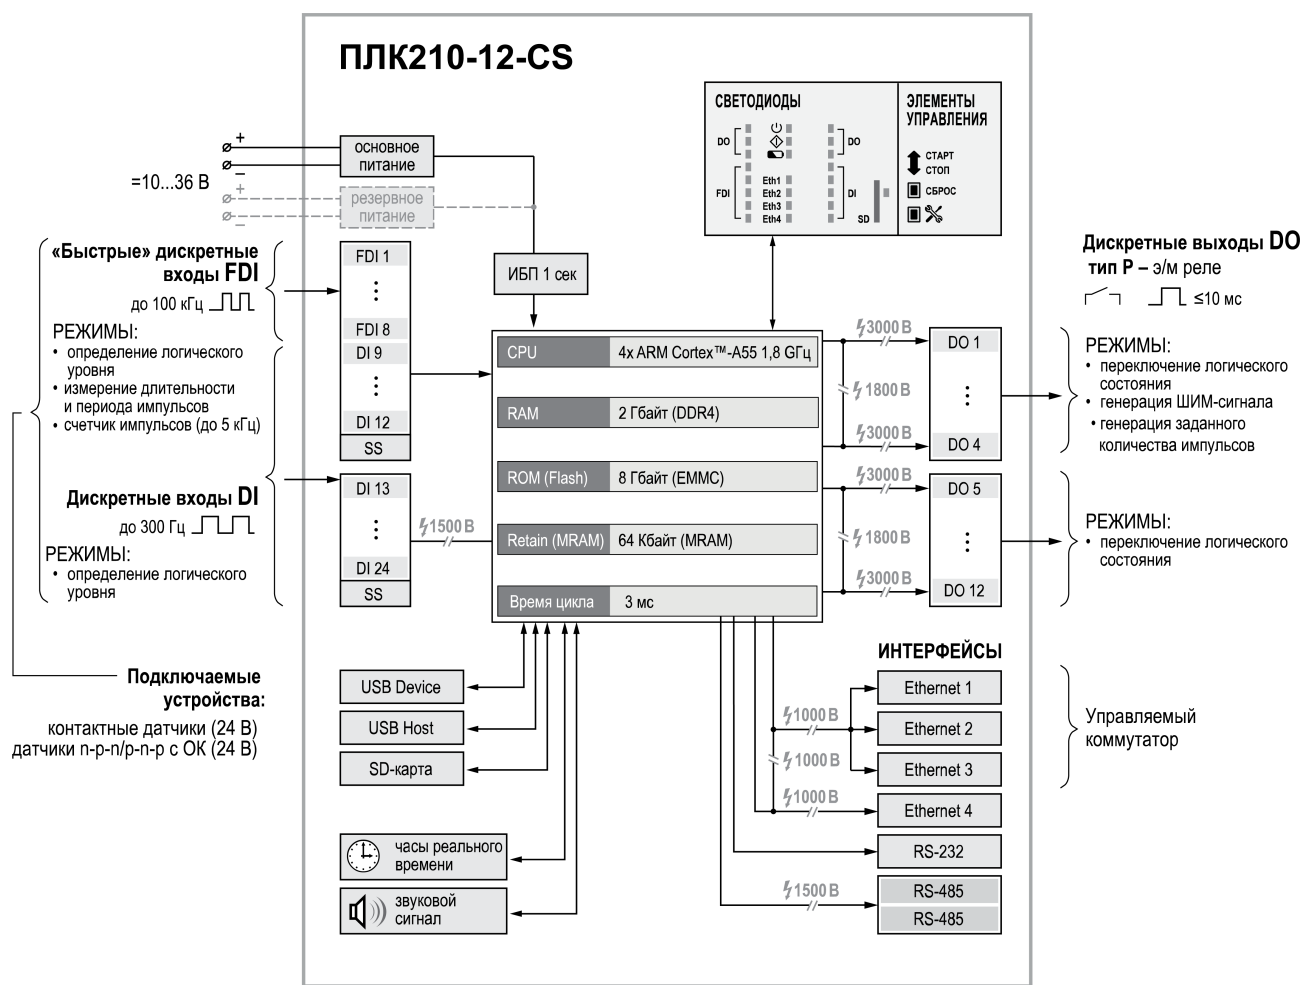 ПЛК210-12-CS
СВЕТОДИОДЫ
DO
DO
FDI
Eth1
Eth2
Eth3
Eth4
DI
SD
ЭЛЕМЕНТЫ
УПРАВЛЕНИЯ
СТАРТ
СТОП
СБРОС
+
–
=10...36 В
+
–
основное
питание
резервное
питание
ИБП 1 сек
«Быстрые» дискретные
входы FDI
до 100 кГц
РЕЖИМЫ:
• определение логического
уровня
• измерение длительности
и периода импульсов
• счетчик импульсов (до 5 кГц)
Дискретные входы DI
до 300 Гц
РЕЖИМЫ:
• определение логического
уровня
Подключаемые
устройства:
контактные датчики (24 В)
датчики n-p-n/p-n-p с ОК (24 В)
FDI 1
FDI 8
DI 9
DI 12
SS
DI 13
DI 24
SS
1500 В
CPU
4x ARM Cortex™-A55 1,8 GГц
RAM
2 Гбайт (DDR4)
ROM (Flash)
8 Гбайт (EMMC)
Retain (MRAM)
64 Кбайт (MRAM)
Время цикла
3 мс
USB Device
USB Host
SD-карта
часы реального
времени
звуковой
сигнал
3000 В
1800 В
3000 В
3000 В
1800 В
3000 В
DO 1
DO 4
DO 5
DO 12
Дискретные выходы DO
тип Р – э/м реле
≤10 мс
РЕЖИМЫ:
• переключение логического
состояния
• генерация ШИМ-сигнала
• генерация заданного
количества импульсов
РЕЖИМЫ:
• переключение логического
состояния
ИНТЕРФЕЙСЫ
1000 В
1000 В
1000 В
1500 В
Ethernet 1
Ethernet 2
Ethernet 3
Ethernet 4
RS-232
RS-485
RS-485
Управляемый
коммутатор